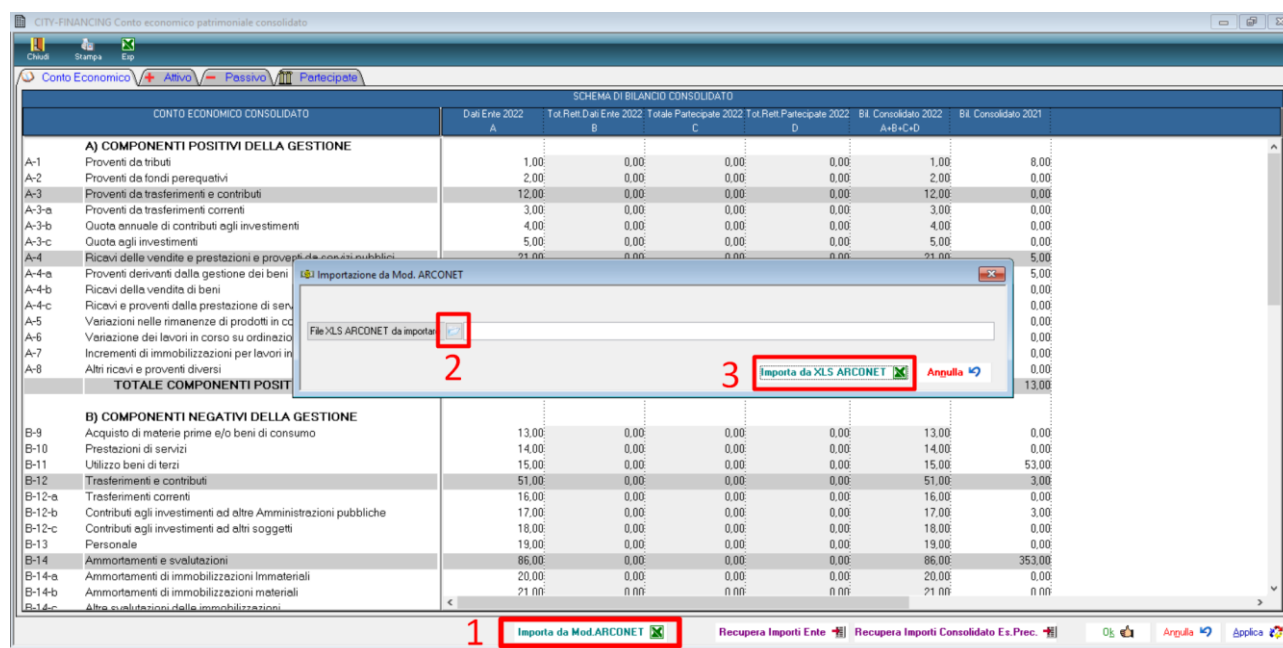 CITY-FINANCING Conto economico patrimoniale consolidato
Chiudi Stampa Exp
Conto Economico Attivo Passivo Partecipate
SCHEMA DI BILANCIO CONSOLIDATO
CONTO ECONOMICO CONSOLIDATO Dati Ente 2022 Tot.Rett.Dati Ente 2022 Totale Partecipate 2022 Tot.Rett.Partecipate 2022 Bil. Consolidato 2022 Bil. Consolidato 2021
A B C D A+B+C+D
A) COMPONENTI POSITIVI DELLA GESTIONE
A-1 Proventi da tributi 1,00 0,00 0,00 0,00 1,00 8,00
A-2 Proventi da fondi perequativi 2,00 0,00 0,00 0,00 2,00 0,00
A-3 Proventi da trasferimenti e contributi 12,00 0,00 0,00 0,00 12,00 0,00
A-3-a Proventi da trasferimenti correnti 3,00 0,00 0,00 0,00 3,00 0,00
A-3-b Quota annuale di contributi agli investimenti 4,00 0,00 0,00 0,00 4,00 0,00
A-3-c Quota agli investimenti 5,00 0,00 0,00 0,00 5,00 0,00
A-4 Ricavi delle vendite e prestazioni e proventi da servizi pubblici 21,00 0,00 0,00 0,00 21,00 5,00
A-4-a Proventi derivanti dalla gestione dei beni 5,00
A-4-b Ricavi della vendita di beni 0,00
A-4-c Ricavi e proventi dalla prestazione di serv 0,00
A-5 Variazioni nelle rimanenze di prodotti in co 0,00
A-6 Variazione dei lavori in corso su ordinazio 0,00
A-7 Incrementi di immobilizzazioni per lavori in 0,00
A-8 Altri ricavi e proventi diversi 0,00
TOTALE COMPONENTI POSIT 13,00
Importazione da Mod. ARCONET
File XLS ARCONET da importare
2
3 Importa da XLS ARCONET Annulla
B) COMPONENTI NEGATIVI DELLA GESTIONE
B-9 Acquisto di materie prime e/o beni di consumo 13,00 0,00 0,00 0,00 13,00 0,00
B-10 Prestazioni di servizi 14,00 0,00 0,00 0,00 14,00 0,00
B-11 Utilizzo beni di terzi 15,00 0,00 0,00 0,00 15,00 53,00
B-12 Trasferimenti e contributi 51,00 0,00 0,00 0,00 51,00 3,00
B-12-a Trasferimenti correnti 16,00 0,00 0,00 0,00 16,00 0,00
B-12-b Contributi agli investimenti ad altre Amministrazioni pubbliche 17,00 0,00 0,00 0,00 17,00 3,00
B-12-c Contributi agli investimenti ad altri soggetti 18,00 0,00 0,00 0,00 18,00 0,00
B-13 Personale 19,00 0,00 0,00 0,00 19,00 0,00
B-14 Ammortamenti e svalutazioni 86,00 0,00 0,00 0,00 86,00 353,00
B-14-a Ammortamenti di immobilizzazioni Immateriali 20,00 0,00 0,00 0,00 20,00 0,00
B-14-b Ammortamenti di immobilizzazioni materiali 21,00 0,00 0,00 0,00 21,00 0,00
B-14-c Altre svalutazioni delle immobilizzazioni
1 Importa da Mod.ARCONET Recupera Importi Ente Recupera Importi Consolidato Es.Prec. Ok Annulla Applica